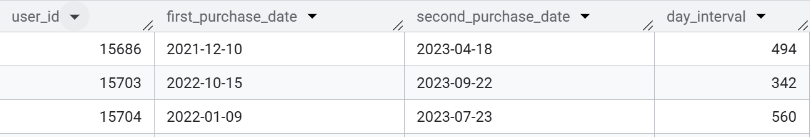 user_id first_purchase_date second_purchase_date day_interval
15686 2021-12-10 2023-04-18 494
15703 2022-10-15 2023-09-22 342
15704 2022-01-09 2023-07-23 560